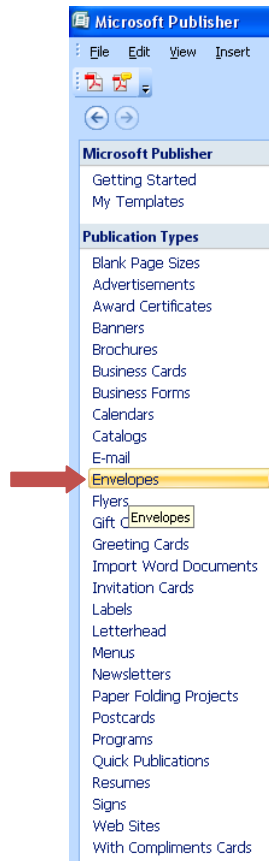 Microsoft Publisher
File Edit View Insert
Microsoft Publisher
Getting Started
My Templates
Publication Types
Blank Page Sizes
Advertisements
Award Certificates
Banners
Brochures
Business Cards
Business Forms
Calendars
Catalogs
E-mail
Envelopes
Flyers
Gift C
Envelopes
Greeting Cards
Import Word Documents
Invitation Cards
Labels
Letterhead
Menus
Newsletters
Paper Folding Projects
Postcards
Programs
Quick Publications
Resumes
Signs
Web Sites
With Compliments Cards